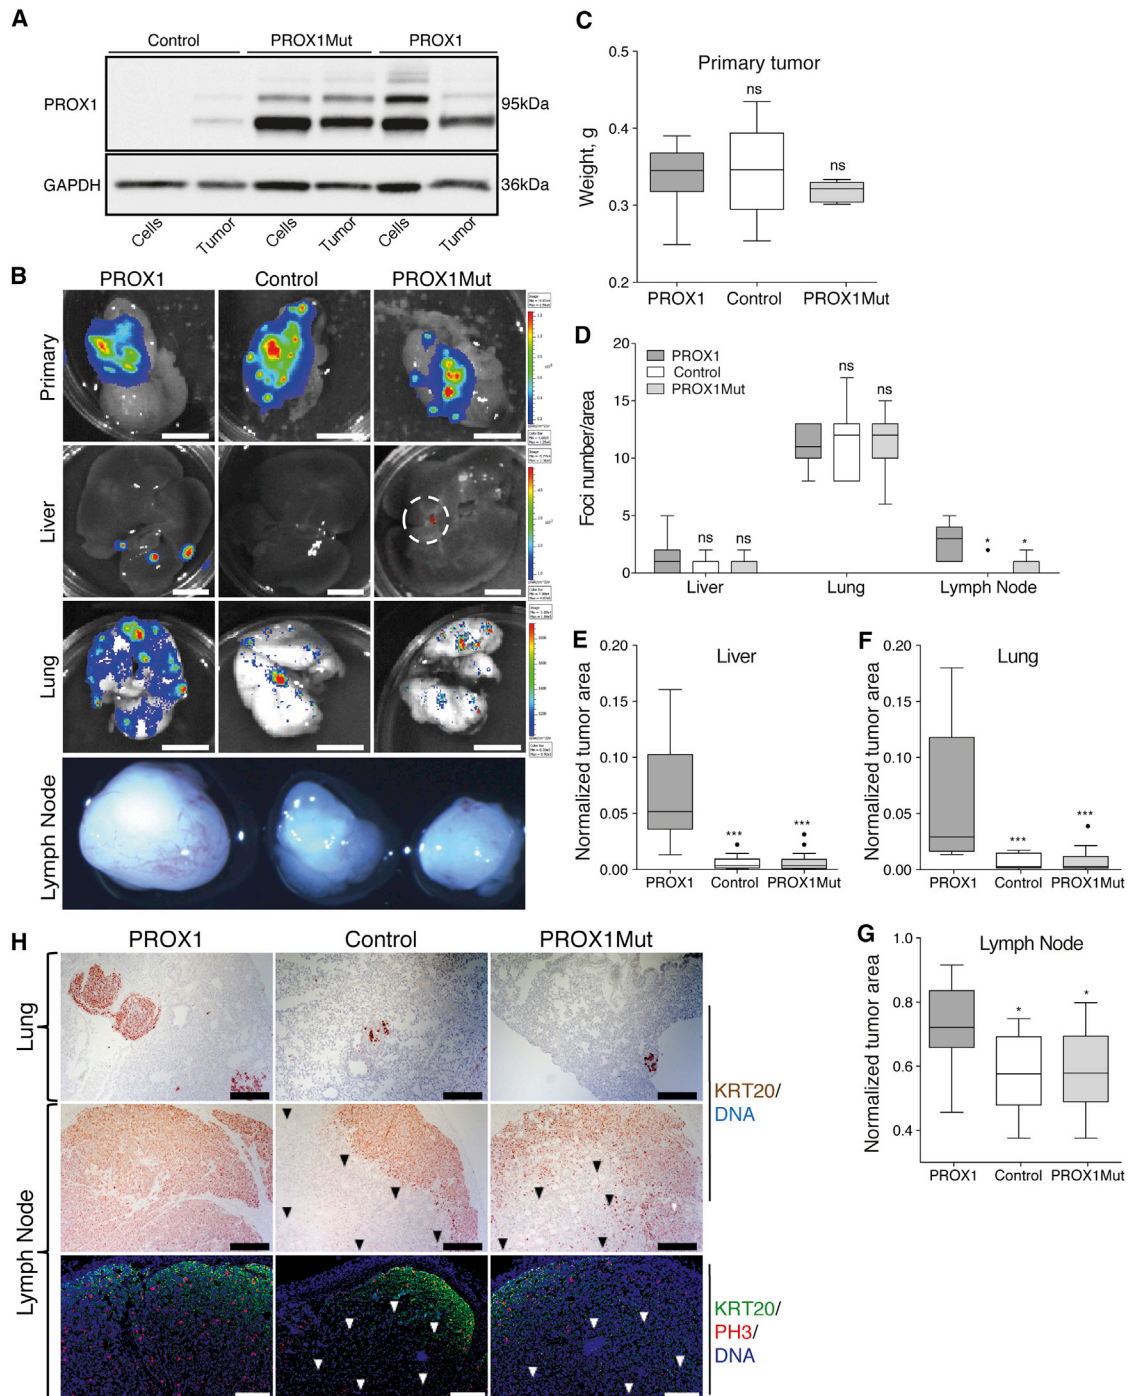 A
Control
PROX1Mut
PROX1
PROX1
95kDa
GAPDH
36kDa
Cells
Tumor
Cells
Tumor
Cells
Tumor
B
PROX1
Control
PROX1Mut
Primary
Liver
Lung
Lymph Node
C
Primary tumor
Weight, g
0.5
0.4
0.3
0.2
ns
ns
PROX1
Control
PROX1Mut
D
Foci number/area
20
15
10
5
0
PROX1
Control
PROX1Mut
ns
ns
ns
ns
*
*
Liver
Lung
Lymph Node
E
Liver
Normalized tumor area
0.20
0.15
0.10
0.05
0.00
***
***
PROX1
Control
PROX1Mut
F
Lung
Normalized tumor area
0.20
0.15
0.10
0.05
0.00
***
***
PROX1
Control
PROX1Mut
G
Lymph Node
Normalized tumor area
1.0
0.8
0.6
0.4
*
*
PROX1
Control
PROX1Mut
H
PROX1
Control
PROX1Mut
Lung
Lymph Node
KRT20/
DNA
KRT20/
PH3/
DNA